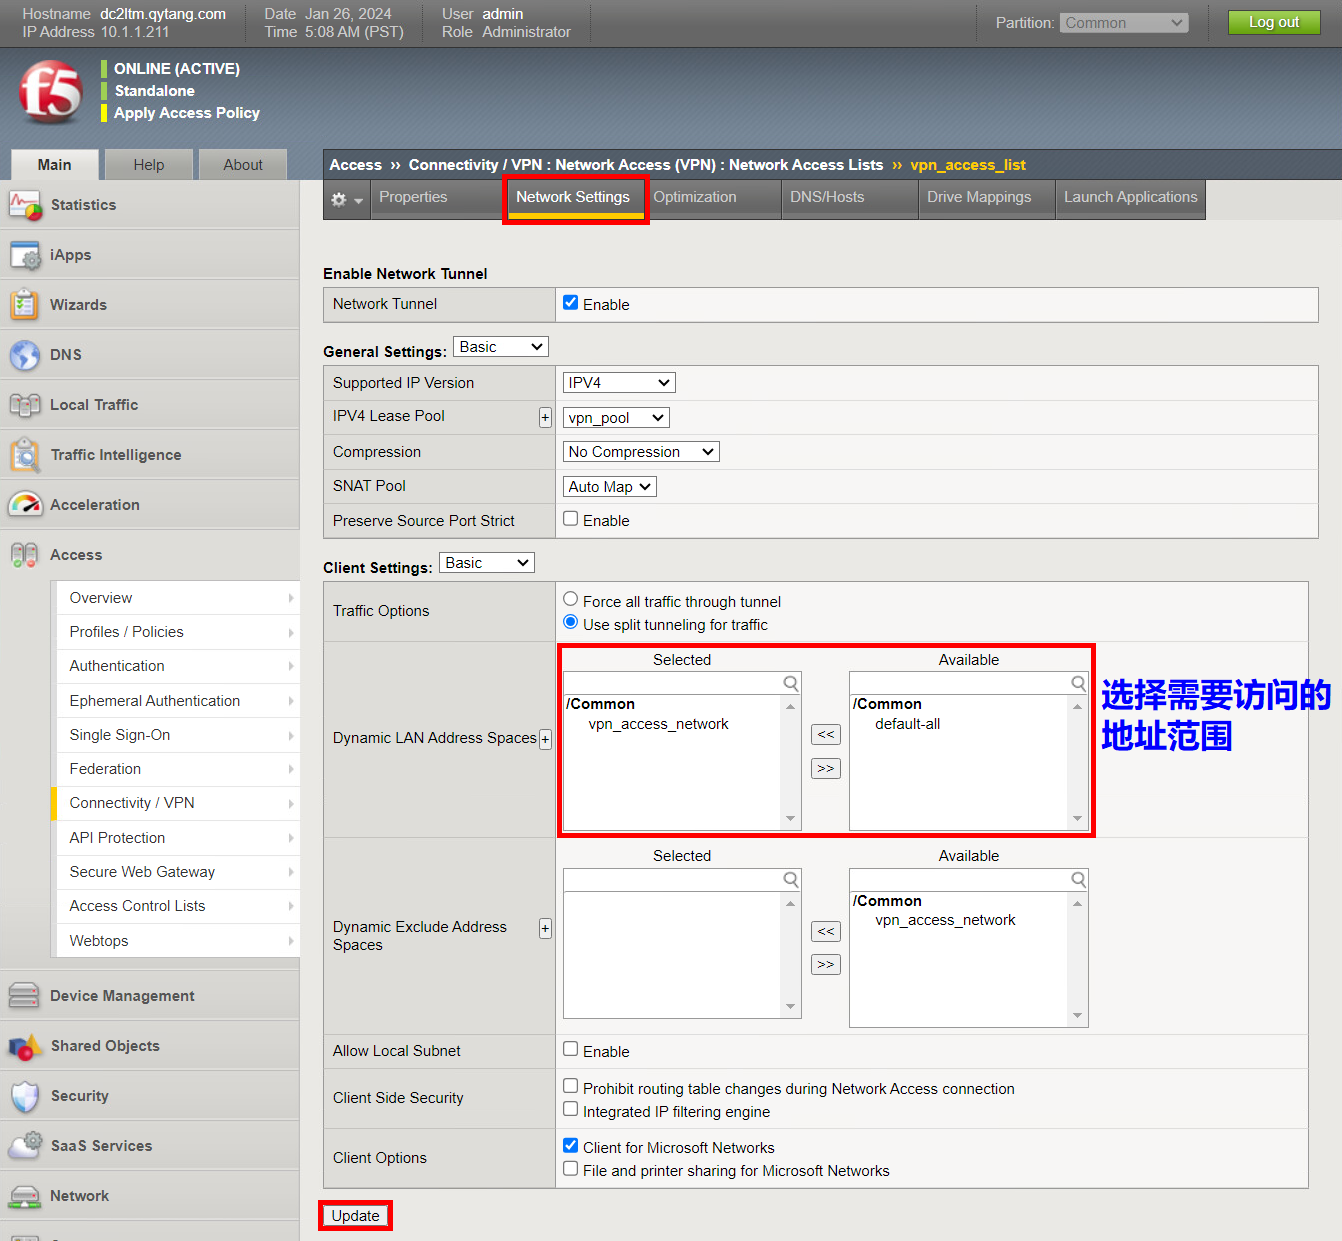 Hostname dc2ltm.qytang.com Date Jan 26, 2024 User admin
IP Address 10.1.1.211 Time 5:08 AM (PST) Role Administrator
Partition: Common
Log out
f5
ONLINE (ACTIVE)
Standalone
Apply Access Policy
Main Help About
Access ›› Connectivity / VPN : Network Access (VPN) : Network Access Lists ›› vpn_access_list
Properties Network Settings Optimization DNS/Hosts Drive Mappings Launch Applications
Statistics
iApps
Wizards
DNS
Local Traffic
Traffic Intelligence
Acceleration
Access
Overview
Profiles / Policies
Authentication
Ephemeral Authentication
Single Sign-On
Federation
Connectivity / VPN
API Protection
Secure Web Gateway
Access Control Lists
Webtops
Device Management
Shared Objects
Security
SaaS Services
Network
Enable Network Tunnel
Network Tunnel Enable
General Settings: Basic
Supported IP Version IPV4
IPV4 Lease Pool + vpn_pool
Compression No Compression
SNAT Pool Auto Map
Preserve Source Port Strict Enable
Client Settings: Basic
Traffic Options
Force all traffic through tunnel
Use split tunneling for traffic
Dynamic LAN Address Spaces +
Selected Available
/Common /Common
vpn_access_network default-all
<<
>>
选择需要访问的
地址范围
Dynamic Exclude Address
Spaces
+
Selected Available
/Common
vpn_access_network
<<
>>
Allow Local Subnet Enable
Client Side Security
Prohibit routing table changes during Network Access connection
Integrated IP filtering engine
Client Options
Client for Microsoft Networks
File and printer sharing for Microsoft Networks
Update